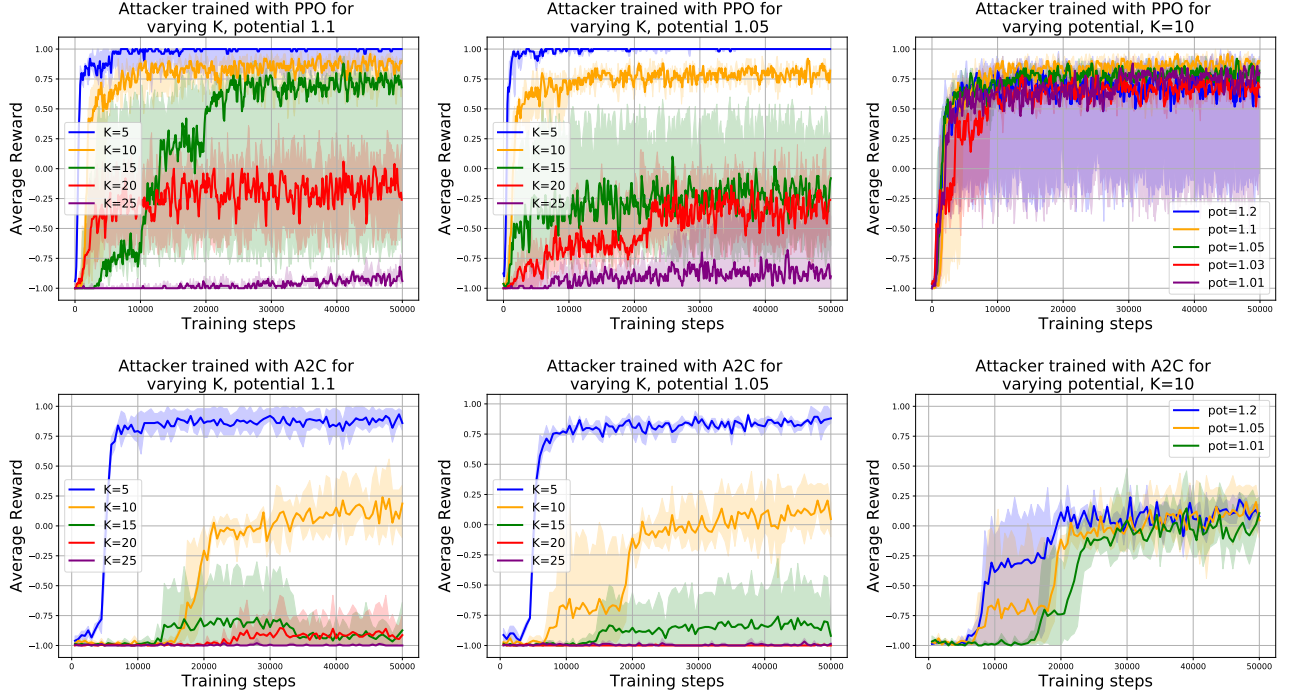 Attacker trained with PPO for
varying K, potential 1.1
Average Reward
1.00
0.75
0.50
0.25
0.00
−0.25
−0.50
−0.75
−1.00
K=5
K=10
K=15
K=20
K=25
0
10000
20000
30000
40000
50000
Training steps
Attacker trained with PPO for
varying K, potential 1.05
Average Reward
1.00
0.75
0.50
0.25
0.00
−0.25
−0.50
−0.75
−1.00
K=5
K=10
K=15
K=20
K=25
0
10000
20000
30000
40000
50000
Training steps
Attacker trained with PPO for
varying potential, K=10
Average Reward
1.00
0.75
0.50
0.25
0.00
−0.25
−0.50
−0.75
−1.00
pot=1.2
pot=1.1
pot=1.05
pot=1.03
pot=1.01
0
10000
20000
30000
40000
50000
Training steps
Attacker trained with A2C for
varying K, potential 1.1
Average Reward
1.00
0.75
0.50
0.25
0.00
−0.25
−0.50
−0.75
−1.00
K=5
K=10
K=15
K=20
K=25
0
10000
20000
30000
40000
50000
Training steps
Attacker trained with A2C for
varying K, potential 1.05
Average Reward
1.00
0.75
0.50
0.25
0.00
−0.25
−0.50
−0.75
−1.00
K=5
K=10
K=15
K=20
K=25
0
10000
20000
30000
40000
50000
Training steps
Attacker trained with A2C for
varying potential, K=10
Average Reward
1.00
0.75
0.50
0.25
0.00
−0.25
−0.50
−0.75
−1.00
pot=1.2
pot=1.05
pot=1.01
0
10000
20000
30000
40000
50000
Training steps